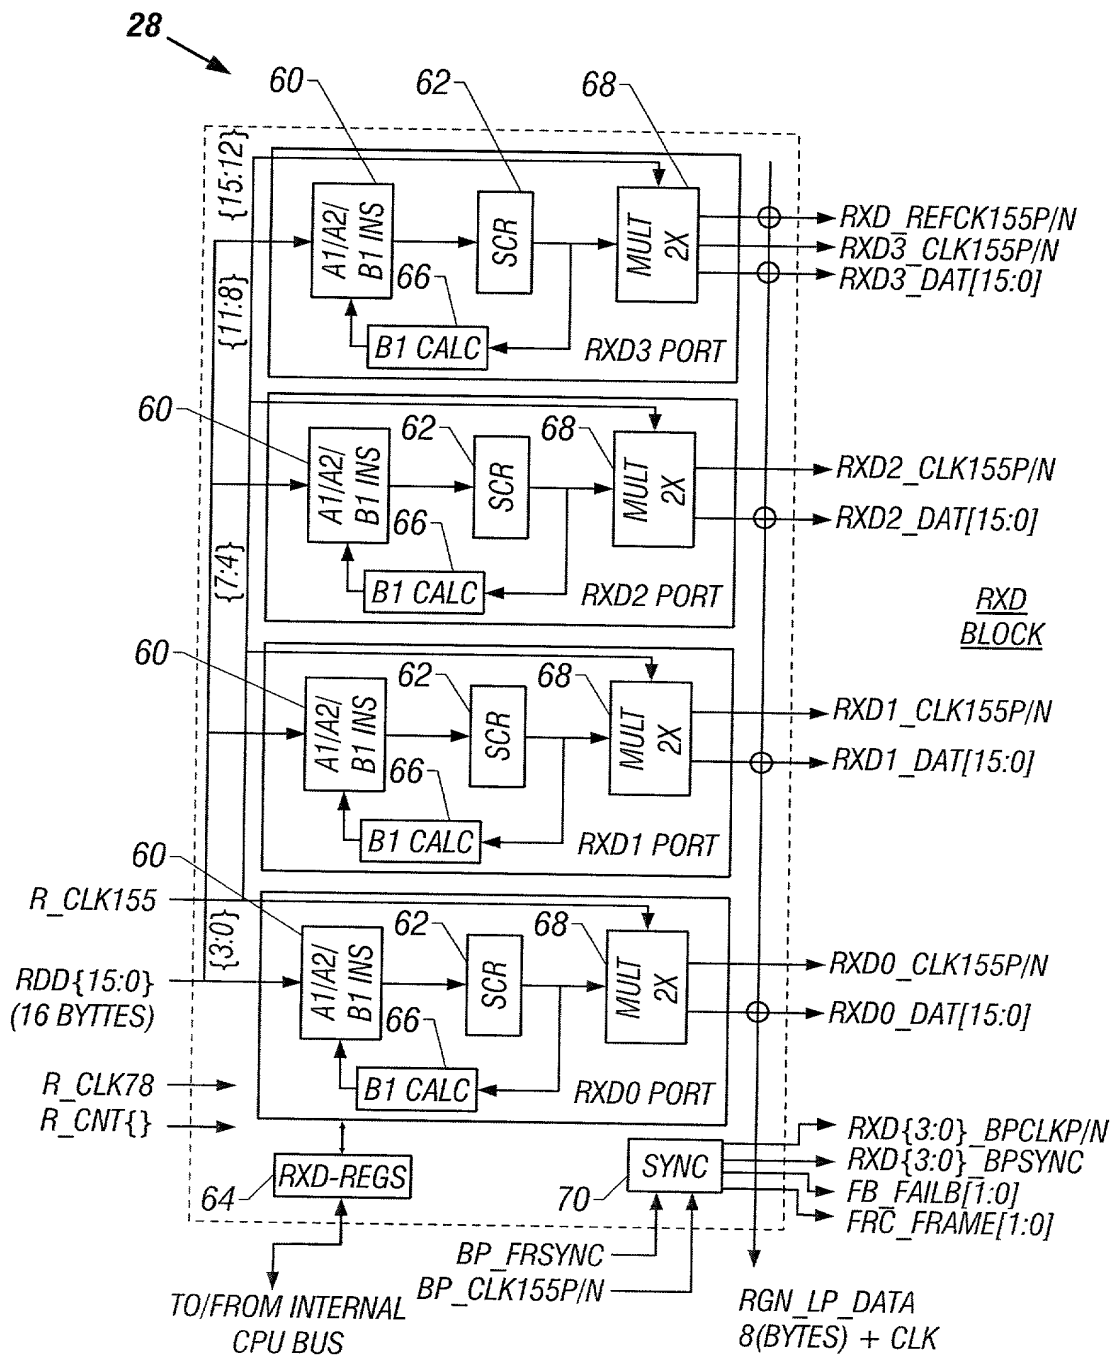 28
60
62
68
{15:12}
A1/A2/
B1 INS
SCR
MULT
2X
RXD_REFCK155P/N
RXD3_CLK155P/N
RXD3_DAT[15:0]
66
B1 CALC
RXD3 PORT
{11:8}
60
62
68
A1/A2/
B1 INS
SCR
MULT
2X
RXD2_CLK155P/N
RXD2_DAT[15:0]
66
B1 CALC
RXD2 PORT
{7:4}
RXD
BLOCK
60
62
68
A1/A2/
B1 INS
SCR
MULT
2X
RXD1_CLK155P/N
RXD1_DAT[15:0]
66
B1 CALC
RXD1 PORT
60
R_CLK155
{3:0}
62
68
RDD{15:0}
(16 BYTTES)
A1/A2/
B1 INS
SCR
MULT
2X
RXD0_CLK155P/N
RXD0_DAT[15:0]
66
B1 CALC
RXD0 PORT
R_CLK78
R_CNT{}
RXD-REGS
64
SYNC
70
RXD{3:0}_BPCLKP/N
RXD{3:0}_BPSYNC
FB_FAILB[1:0]
FRC_FRAME[1:0]
BP_FRSYNC
BP_CLK155P/N
TO/FROM INTERNAL
CPU BUS
RGN_LP_DATA
8(BYTES) + CLK